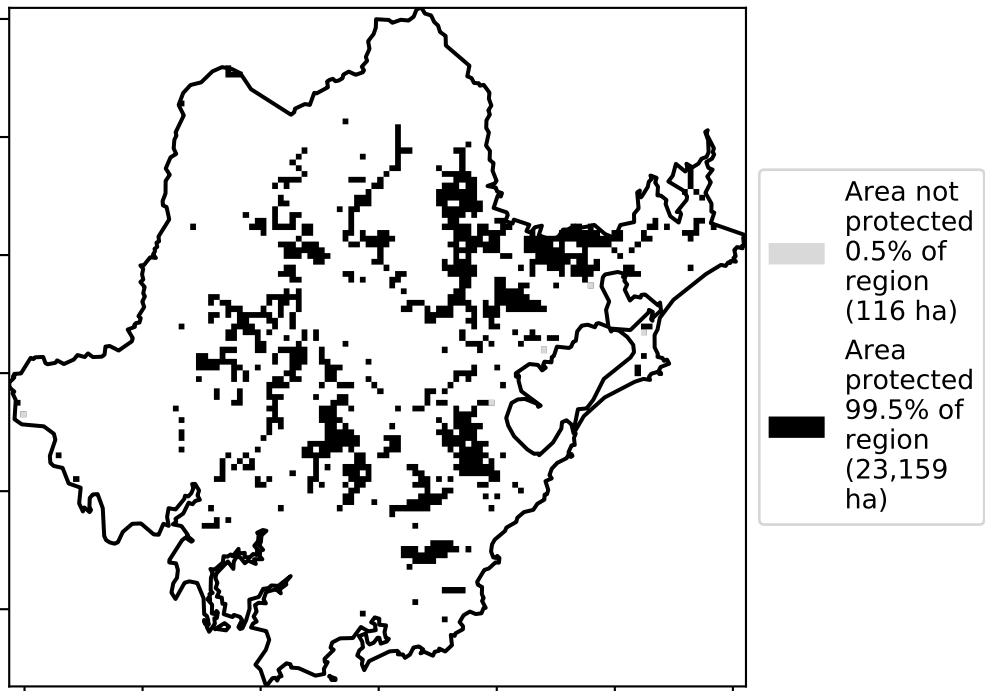 Area not
protected
0.5% of
region
(116 ha)
Area
protected
99.5% of
region
(23,159
ha)